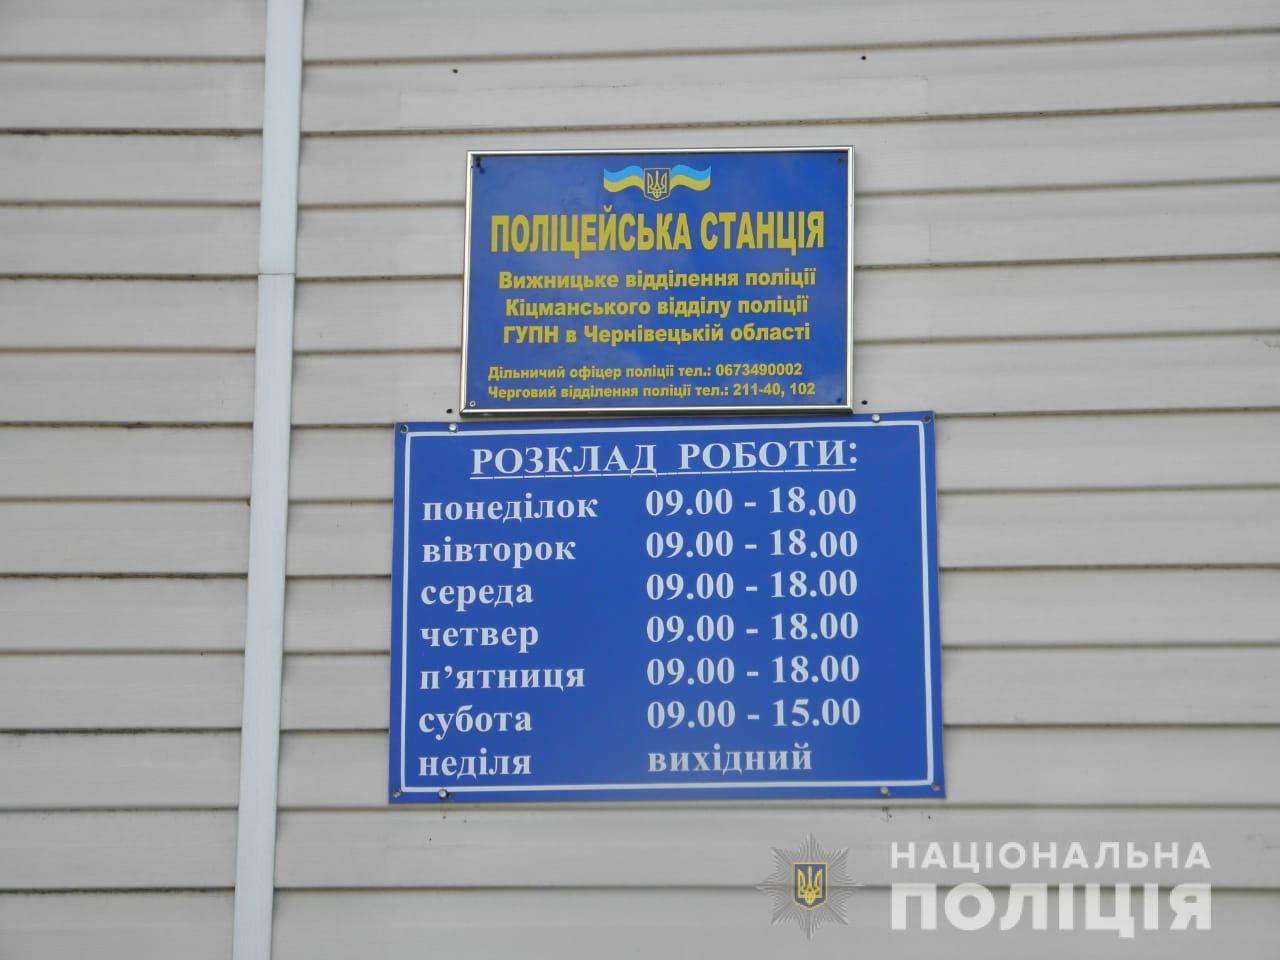 ПОЛІЦЕЙСЬКА СТАНЦІЯ
Вижницьке відділення поліції
Кіцманського відділу поліції
ГУПН в Чернівецькій області
Дільничий офіцер поліції тел.: 0673490002
Черговий відділення поліції тел.: 211-40, 102
РОЗКЛАД РОБОТИ:
понеділок 09.00 - 18.00
вівторок 09.00 - 18.00
середа 09.00 - 18.00
четвер 09.00 - 18.00
п’ятниця 09.00 - 18.00
субота 09.00 - 15.00
неділя вихідний
НАЦІОНАЛЬНА
ПОЛІЦІЯ